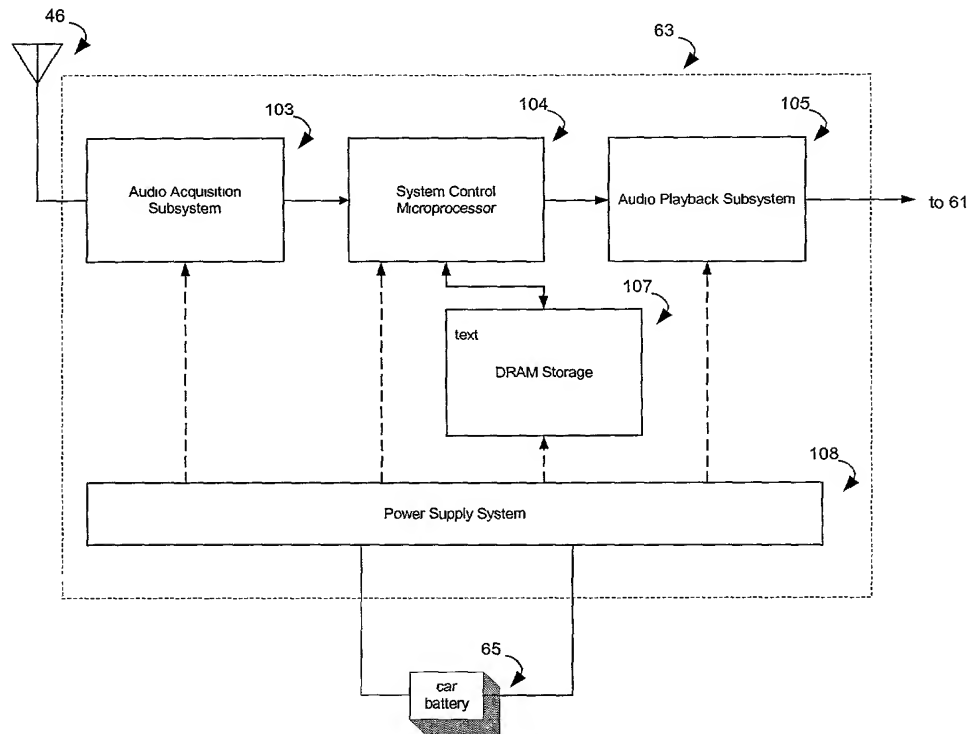 46
63
103
104
105
Audio Acquisition
Subsystem
System Control
Microprocessor
Audio Playback Subsystem
to 61
107
text
DRAM Storage
108
Power Supply System
65
car
battery